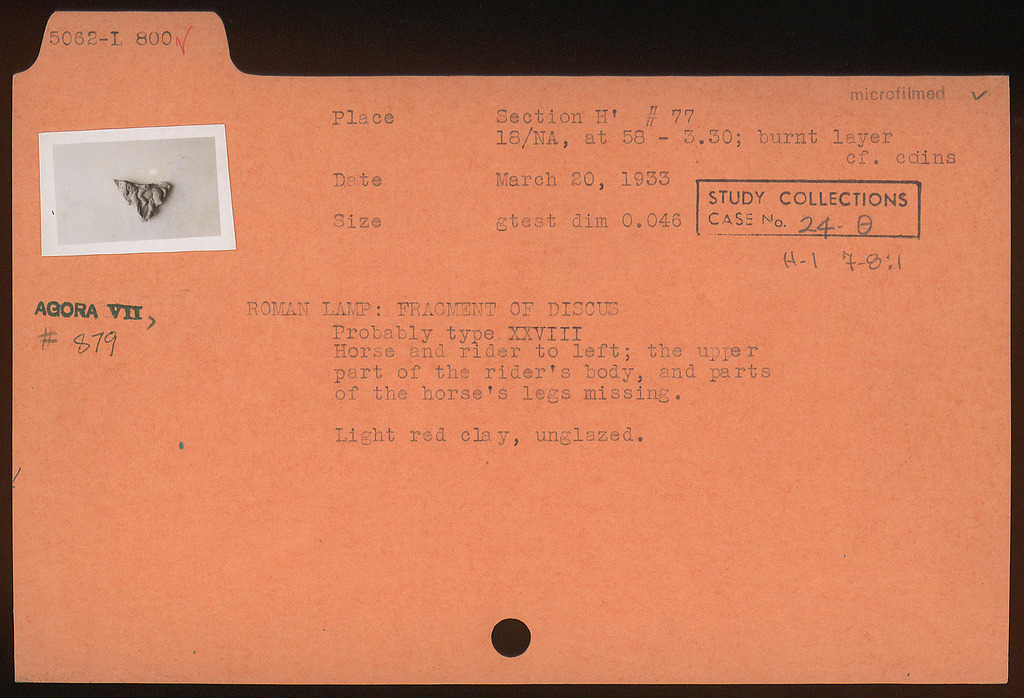 5062-L 800✓
microfilmed ✓
Place Section H' # 77
18/NA, at 58 - 3.30; burnt layer
cf. coins
Date March 20, 1933
STUDY COLLECTIONS
CASE No. 24-θ
Size gtest dim 0.046
H-1 7-8:1
AGORA VII,
# 879
ROMAN LAMP: FRAGMENT OF DISCUS
Probably type XXVIII
Horse and rider to left; the upper
part of the rider's body, and parts
of the horse's legs missing.
Light red clay, unglazed.